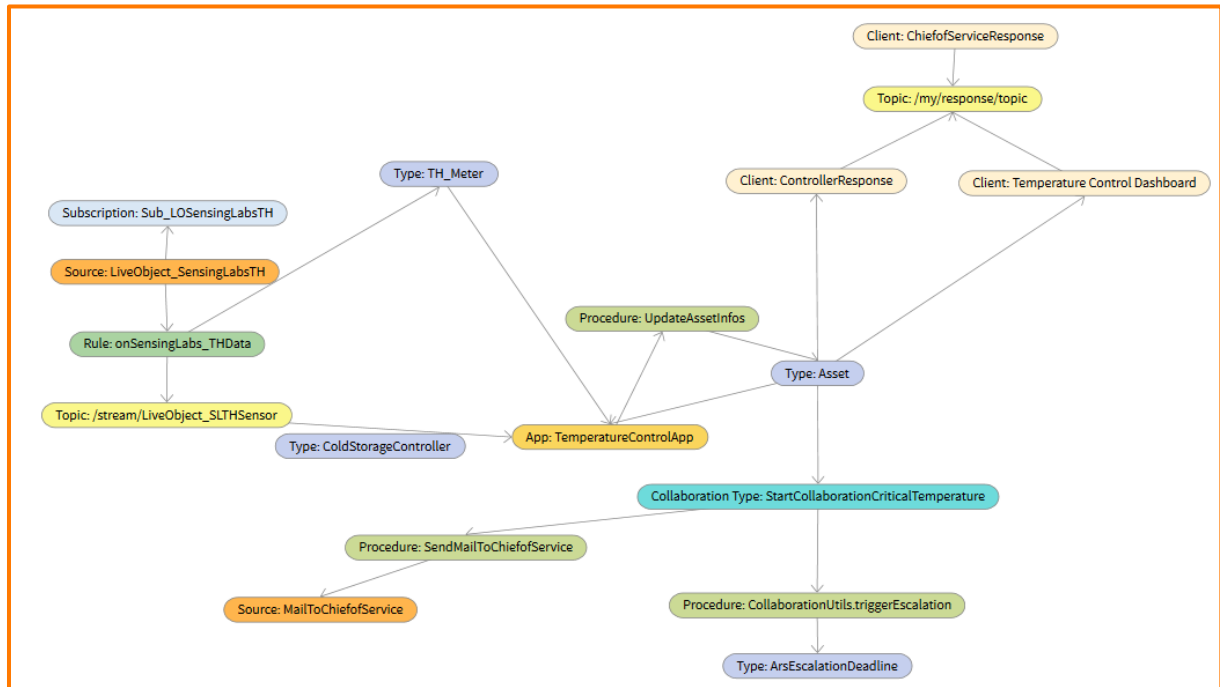 Client: ChiefofServiceResponse
Topic: /my/response/topic
Type: TH_Meter
Client: ControllerResponse
Client: Temperature Control Dashboard
Subscription: Sub_LOSensingLabsTH
Source: LiveObject_SensingLabsTH
Procedure: UpdateAssetInfos
Rule: onSensingLabs_THData
Type: Asset
Topic: /stream/LiveObject_SLTHSensor
App: TemperatureControlApp
Type: ColdStorageController
Collaboration Type: StartCollaborationCriticalTemperature
Procedure: SendMailToChiefofService
Source: MailToChiefofService
Procedure: CollaborationUtils.triggerEscalation
Type: ArsEscalationDeadline